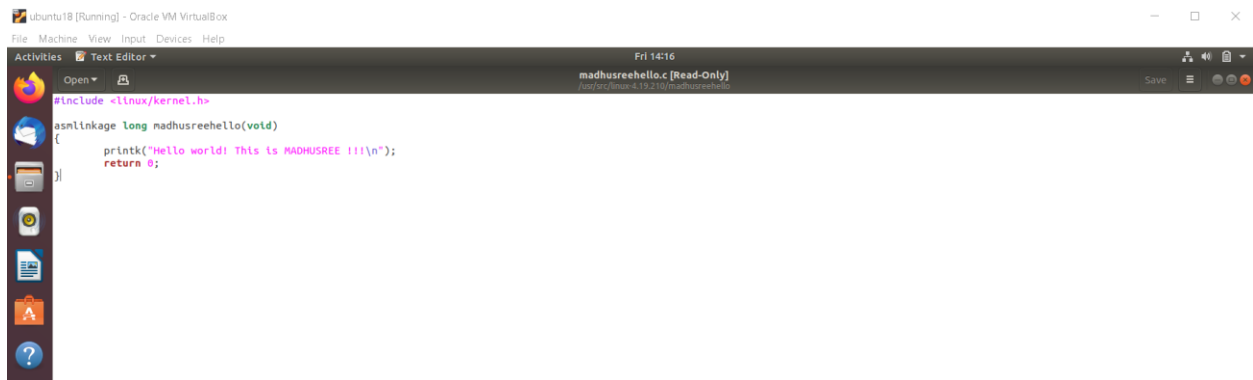 ubuntu18 [Running] - Oracle VM VirtualBox
File Machine View Input Devices Help
Activities Text Editor Fri 14:16
Open madhusreehello.c [Read-Only] Save
/usr/src/linux-4.19.210/madhusreehello
#include <linux/kernel.h>
asmlinkage long madhusreehello(void)
{
printk("Hello world! This is MADHUSREE !!!\n");
return 0;
}